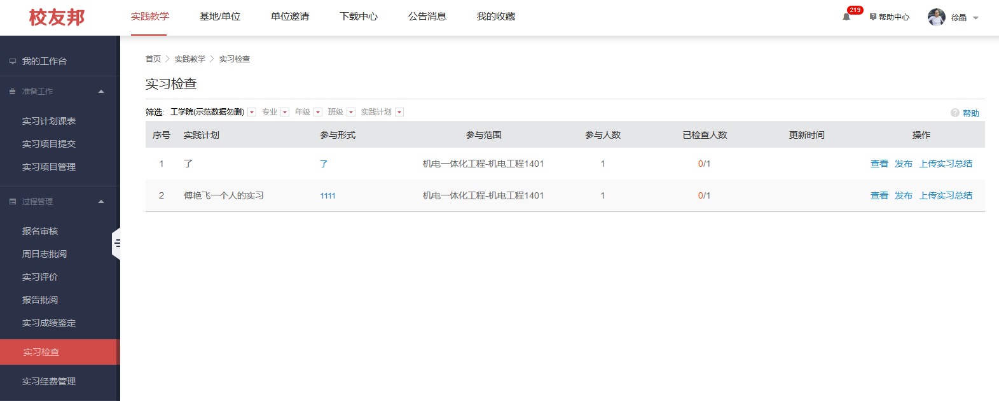 校友邦
实践教学 基地/单位 单位邀请 下载中心 公告消息 我的收藏
219
帮助中心 徐晶
我的工作台
准备工作
实习计划课表
实习项目提交
实习项目管理
过程管理
报名审核
周日志批阅
实习评价
报告批阅
实习成绩鉴定
实习检查
实习经费管理
首页 > 实践教学 > 实习检查
实习检查
筛选: 工学院(示范数据勿删) 专业 年级 班级 实践计划
? 帮助
序号 实践计划 参与形式 参与范围 参与人数 已检查人数 更新时间 操作
1 了 了 机电一体化工程-机电工程1401 1 0/1 查看 发布 上传实习总结
2 傅艳飞一个人的实习 1111 机电一体化工程-机电工程1401 1 0/1 查看 发布 上传实习总结